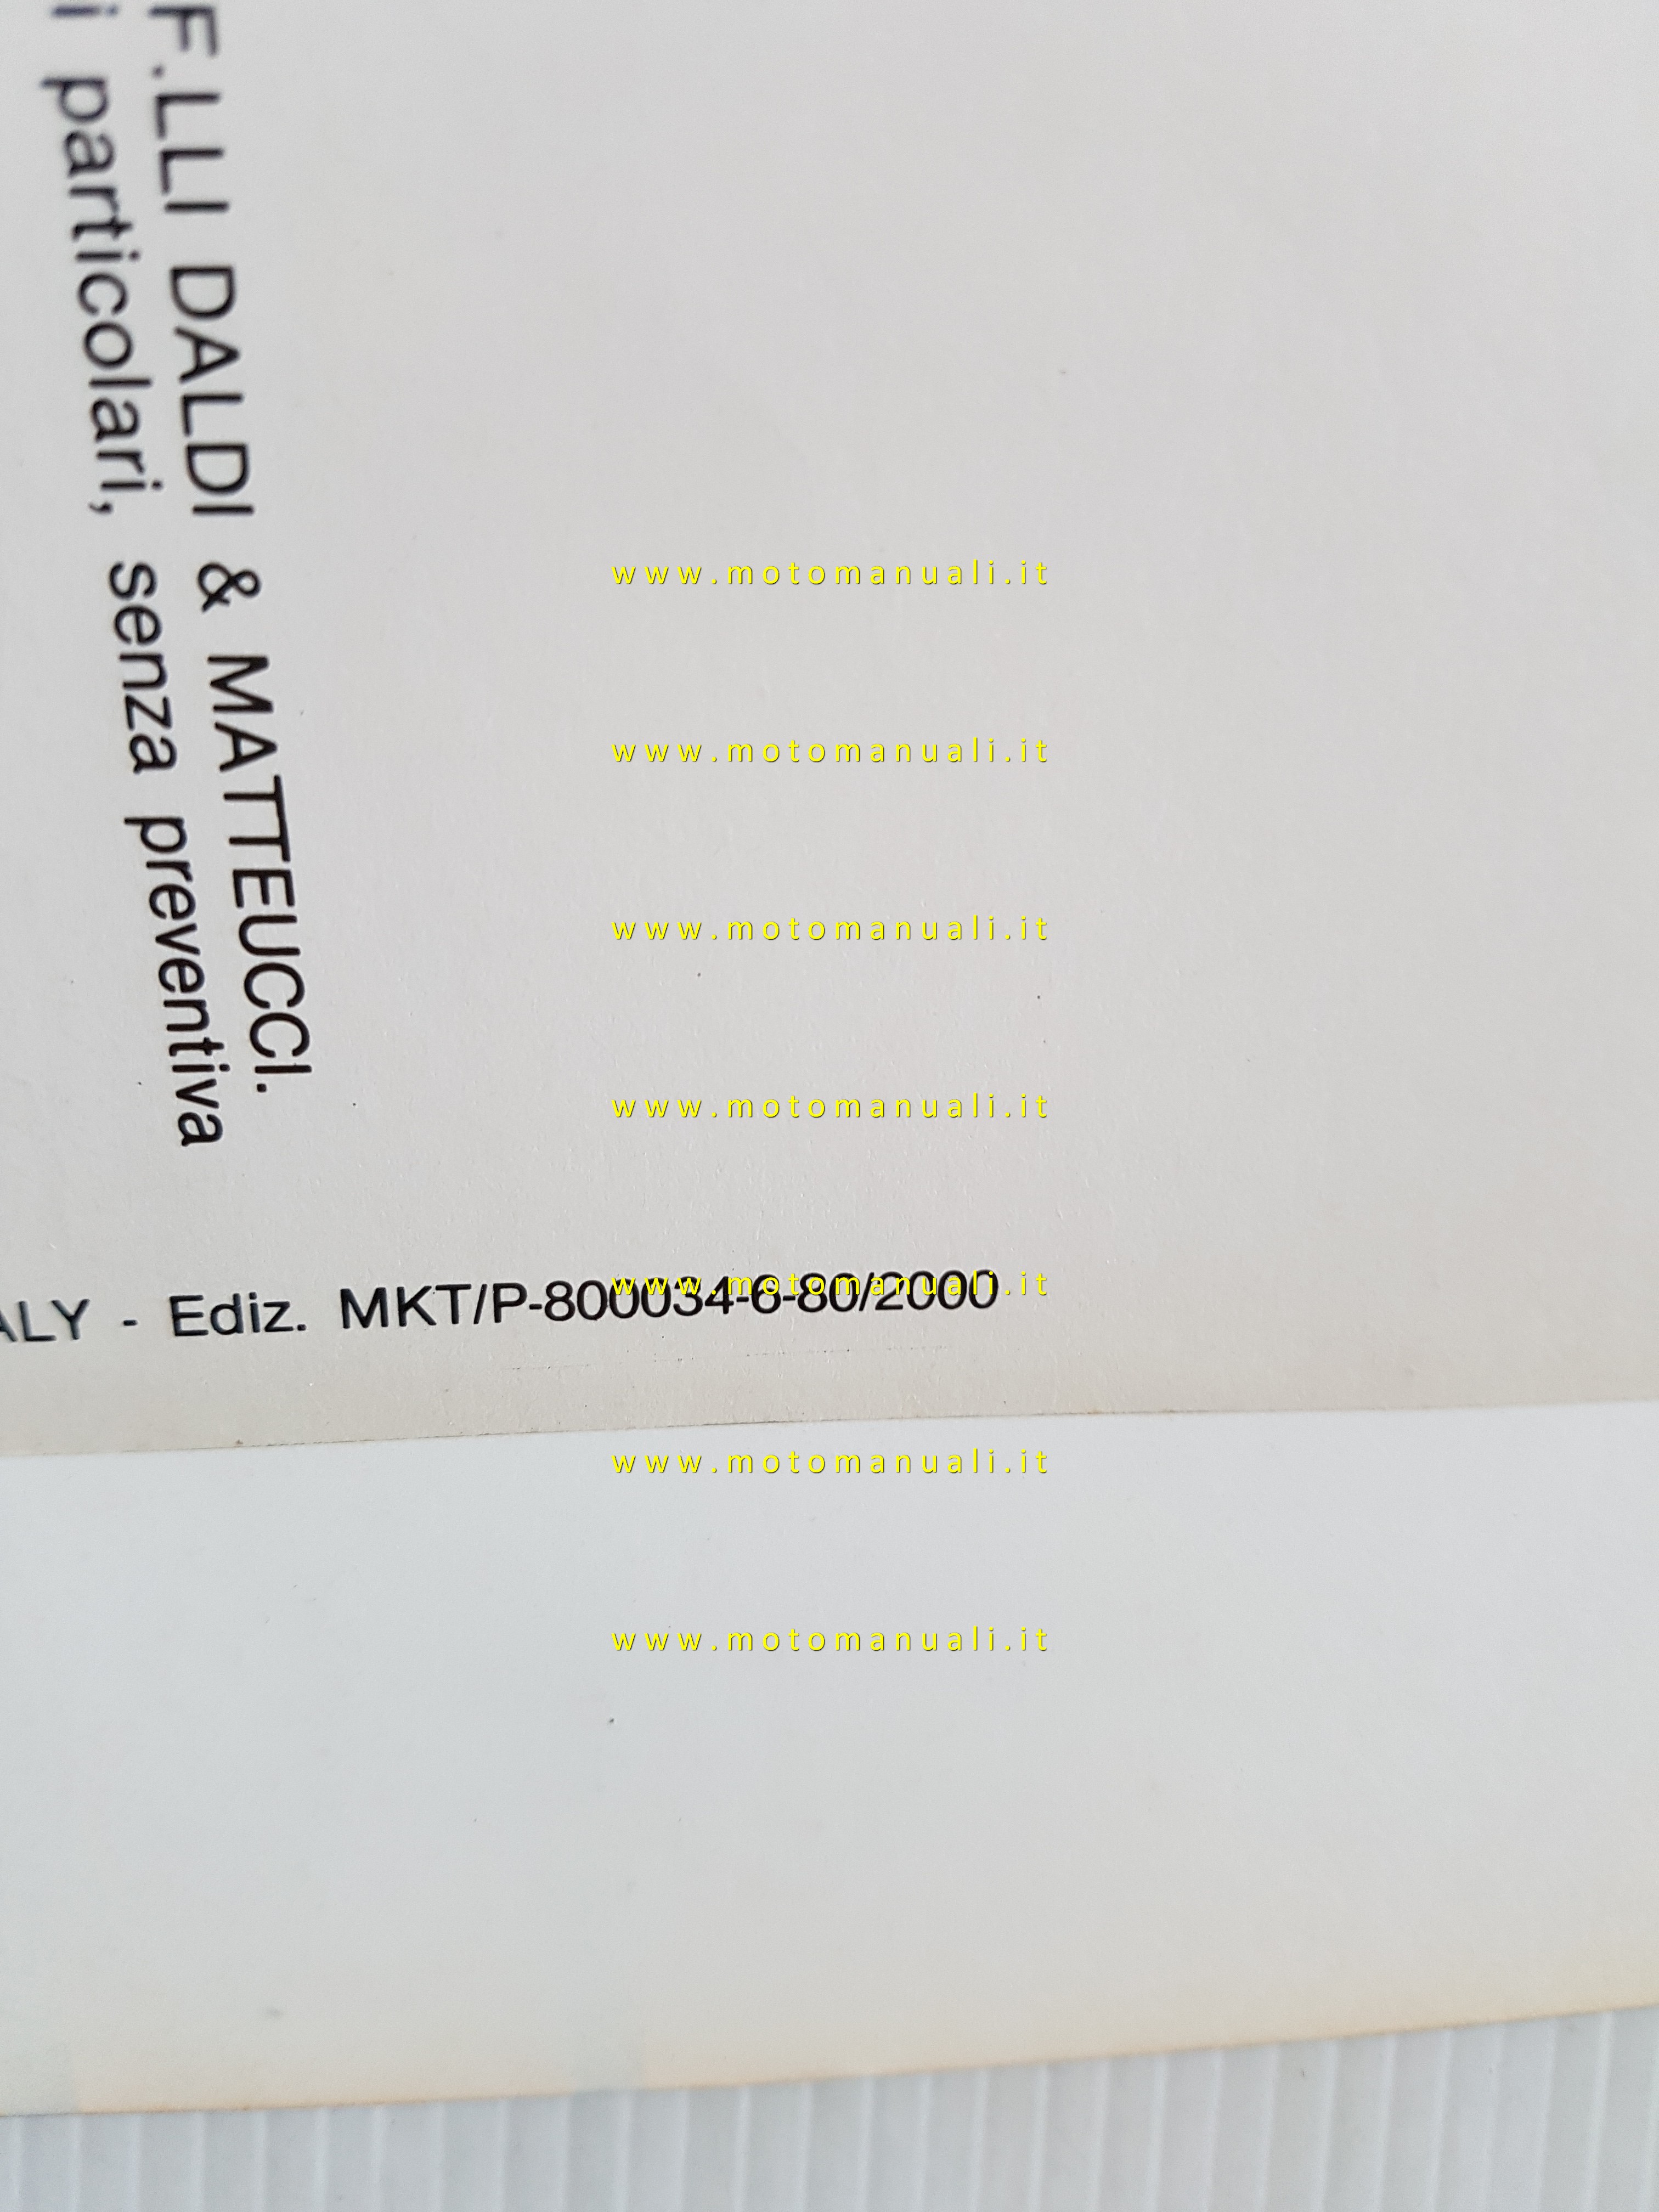 F.LLI DALDI & MATTEUCCI.
i particolari, senza preventiva
www.motomanuali.it
www.motomanuali.it
www.motomanuali.it
www.motomanuali.it
ALY - Ediz. MKT/P-800034-6-80/2000
www.motomanuali.it
www.motomanuali.it
www.motomanuali.it